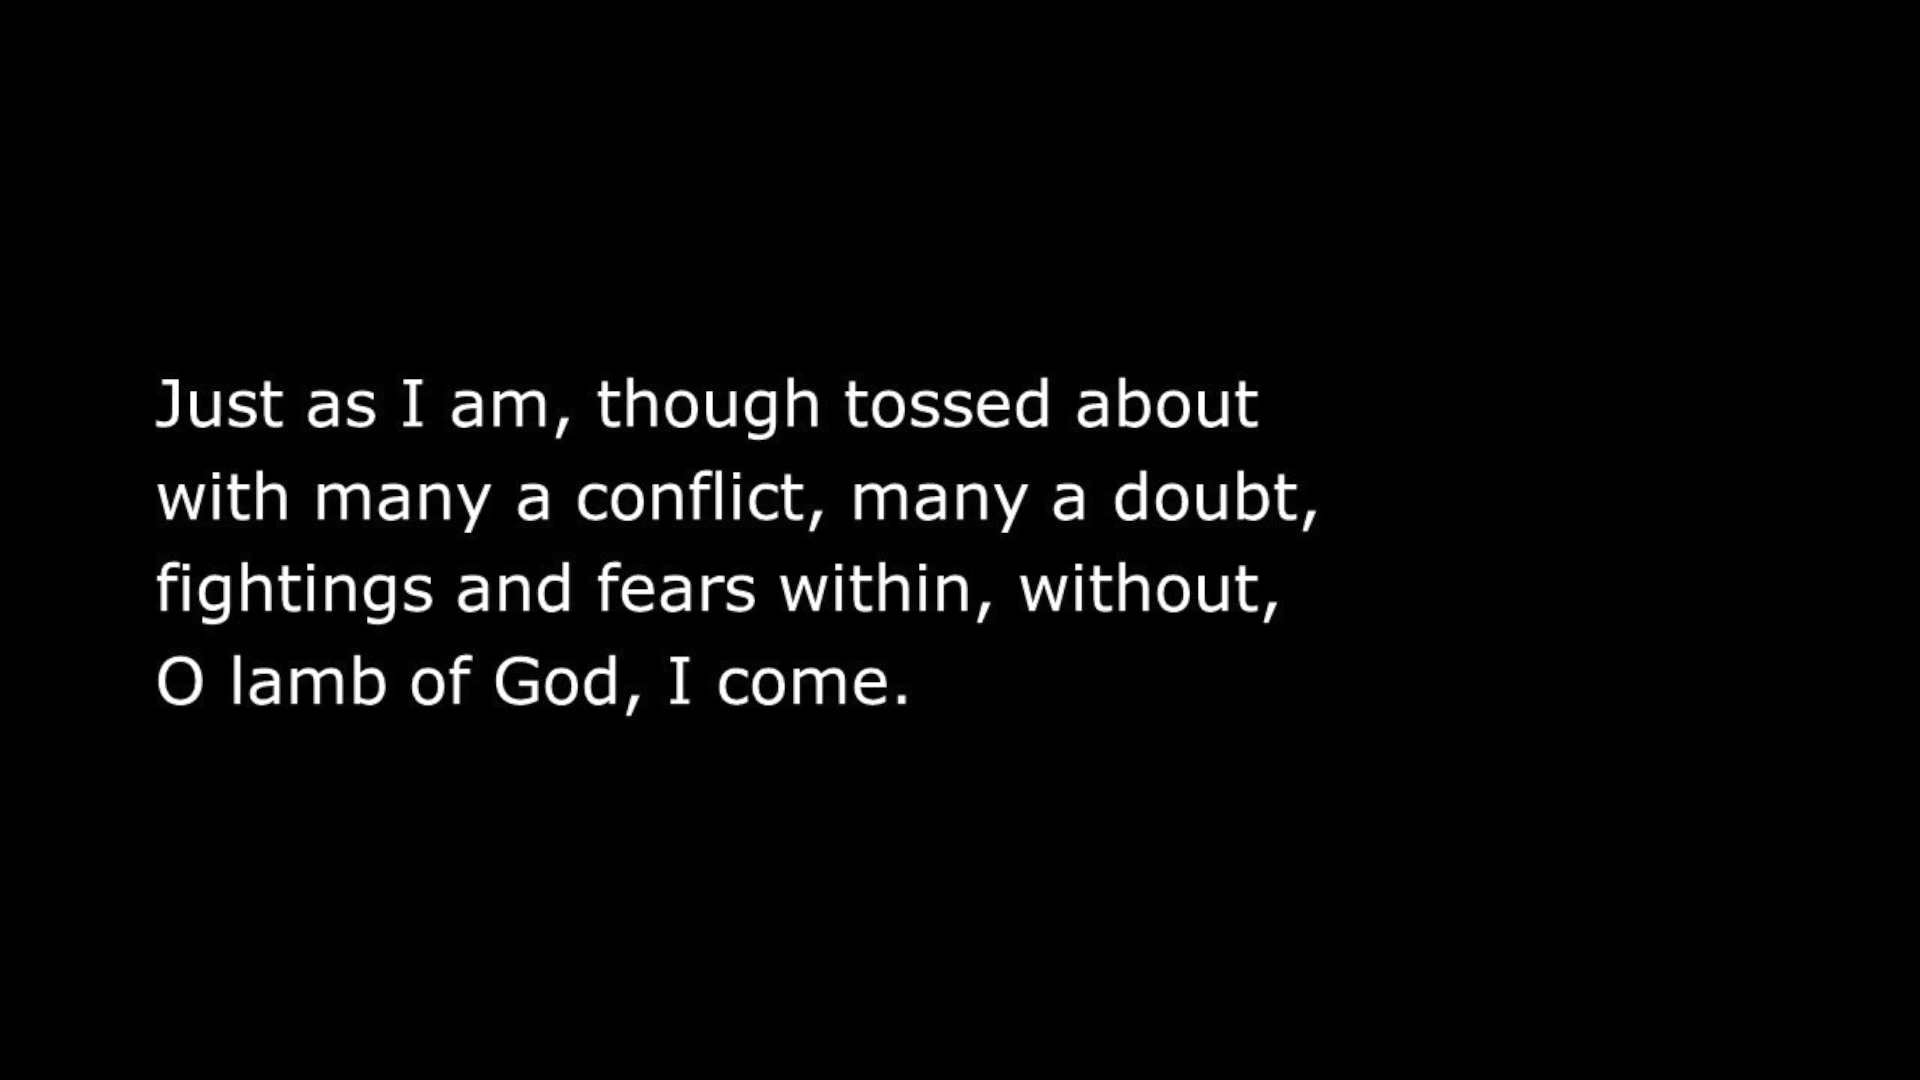 Just as I am, though tossed about
with many a conflict, many a doubt,
fightings and fears within, without,
O lamb of God, I come.